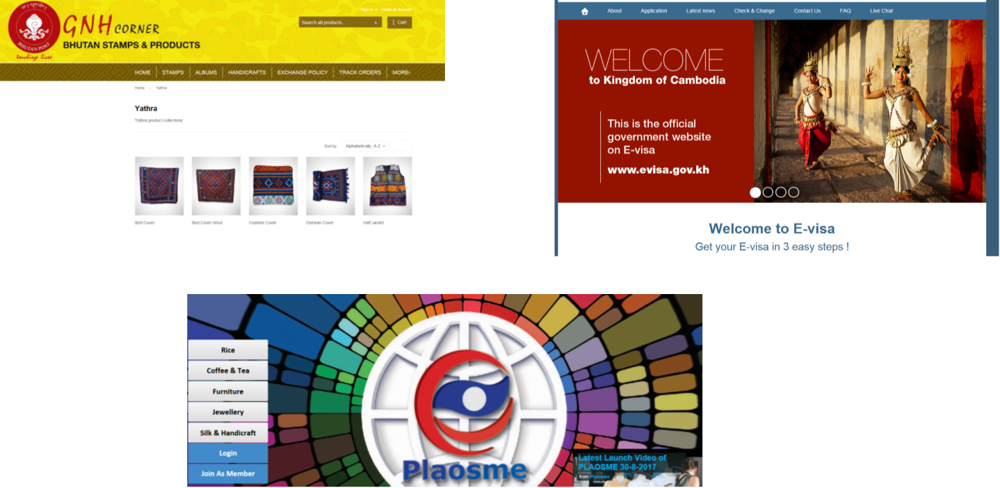 Sign in or Create an Account
GNH CORNER
Search all products...
Cart
BHUTAN POST
BHUTAN STAMPS & PRODUCTS
touching lives
HOME
STAMPS
ALBUMS
HANDICRAFTS
EXCHANGE POLICY
TRACK ORDERS
MORE
Home
Yathra
Yathra
Yathra product collections
Sort by
Alphabetically, A-Z
Bed Cover
Bed Cover Wool
Cushion Cover
Deewan Cover
Half Jacket
About
Application
Latest news
Check & Change
Contact Us
FAQ
Live Chat
WELCOME
to Kingdom of Cambodia
This is the official
government website
on E-visa
www.evisa.gov.kh
Welcome to E-visa
Get your E-visa in 3 easy steps !
Rice
Coffee & Tea
Furniture
Jewellery
Silk & Handicraft
Login
Join As Member
Plaosme
Latest Launch Video of
PLAOSME 30-8-2017
from Plaosme